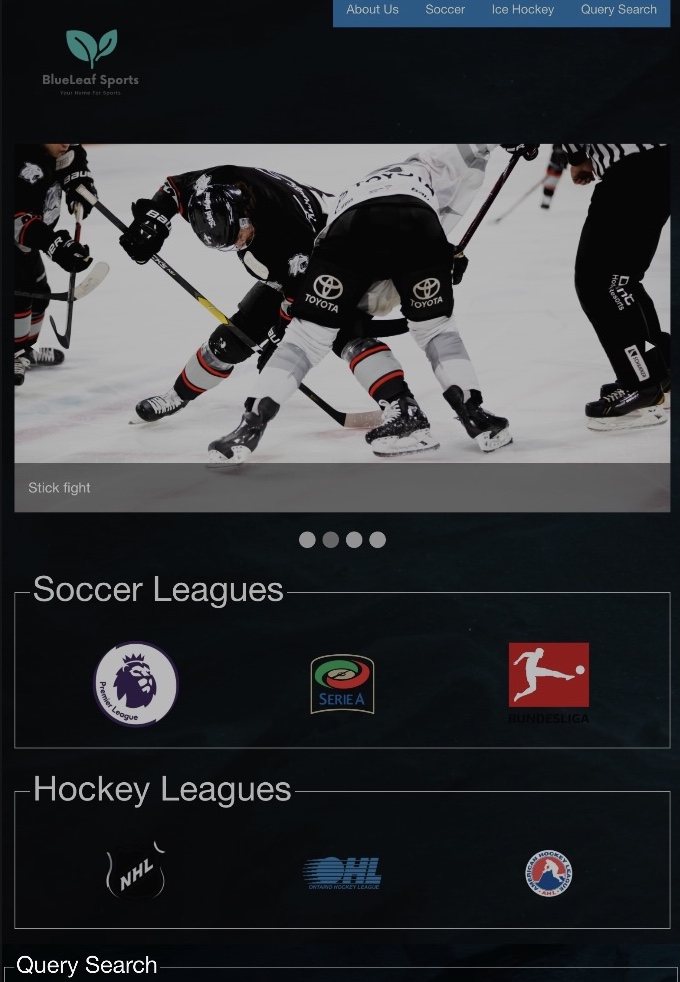 About Us Soccer Ice Hockey Query Search
BlueLeaf Sports
Your Home For Sports
BAUER
TOYOTA
TOYOTA
Stick fight
Soccer Leagues
Premier League
SERIE A
BUNDESLIGA
Hockey Leagues
NHL
OHL
ONTARIO HOCKEY LEAGUE
AMERICAN HOCKEY LEAGUE
AHL
Query Search